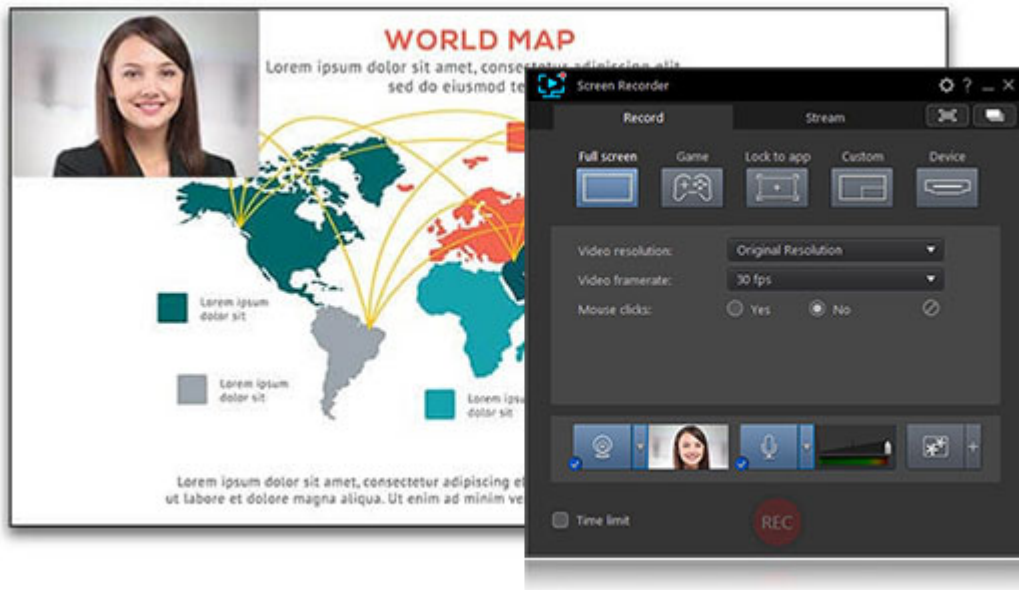 WORLD MAP
Lorem ipsum dolor sit amet, consectetur adipiscing elit
sed do eiusmod te
Lorem ipsum
dolor sit
Lorem ipsum
dolor sit
Lorem ipsu
dolor sit
Lorem ipsum dolor sit amet, consectetur adipiscing el
ut labore et dolore magna aliqua. Ut enim ad minim ve
Screen Recorder
?
Record Stream
Full screen Game Lock to app Custom Device
Video resolution: Original Resolution
Video framerate: 30 fps
Mouse clicks: Yes No
Time limit REC